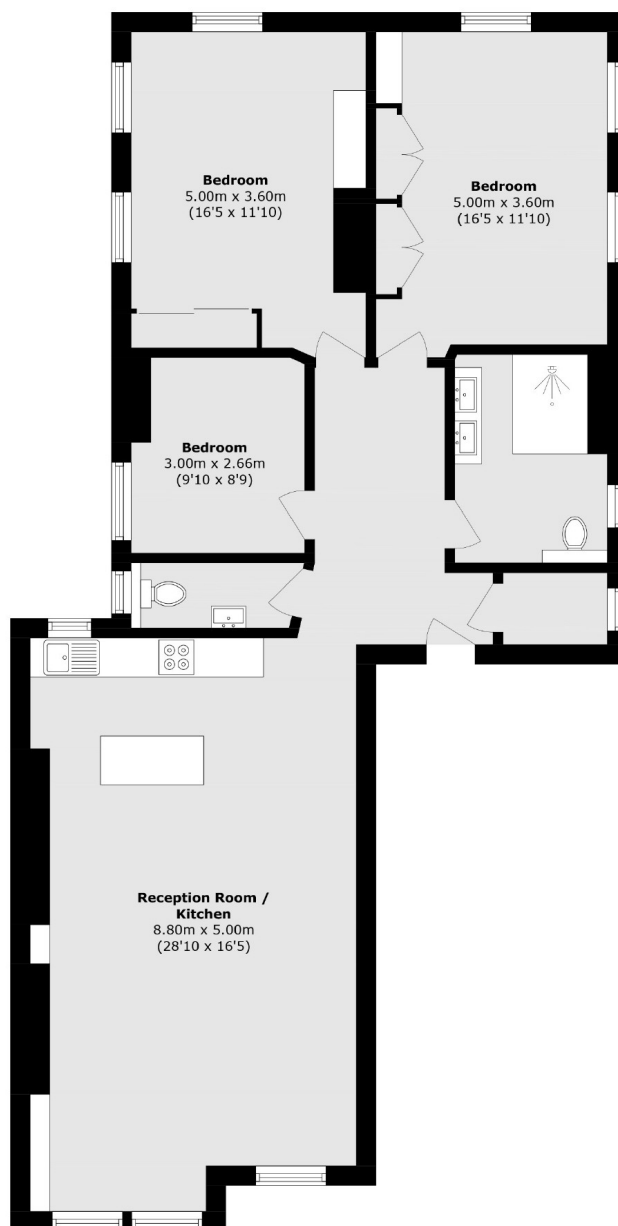 Bedroom
5.00m x 3.60m
(16'5 x 11'10)
Bedroom
5.00m x 3.60m
(16'5 x 11'10)
Bedroom
3.00m x 2.66m
(9'10 x 8'9)
Reception Room /
Kitchen
8.80m x 5.00m
(28'10 x 16'5)